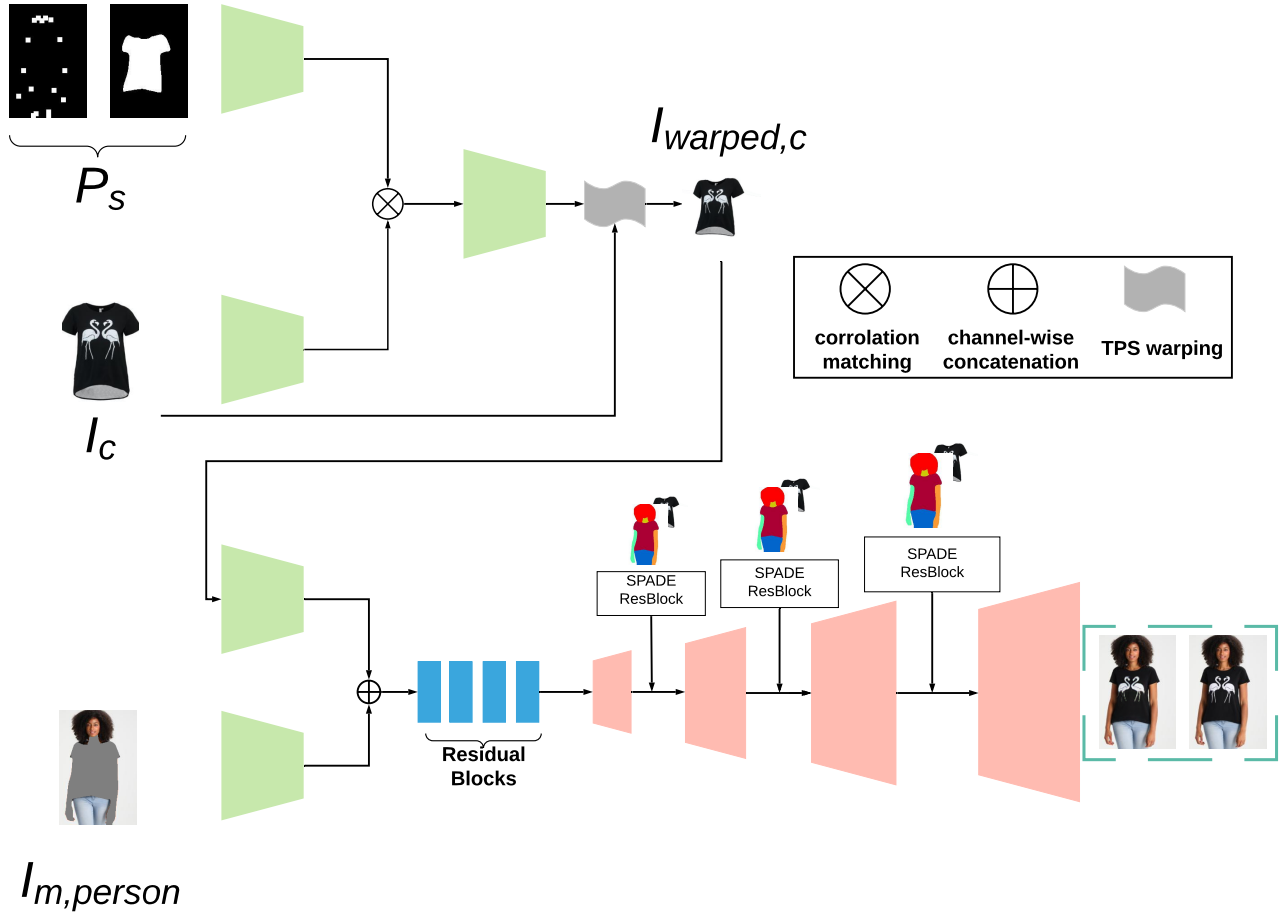 P_s
I_warped,c
I_c
corrolation
matching
channel-wise
concatenation
TPS warping
SPADE
ResBlock
SPADE
ResBlock
SPADE
ResBlock
Residual
Blocks
I_m,person